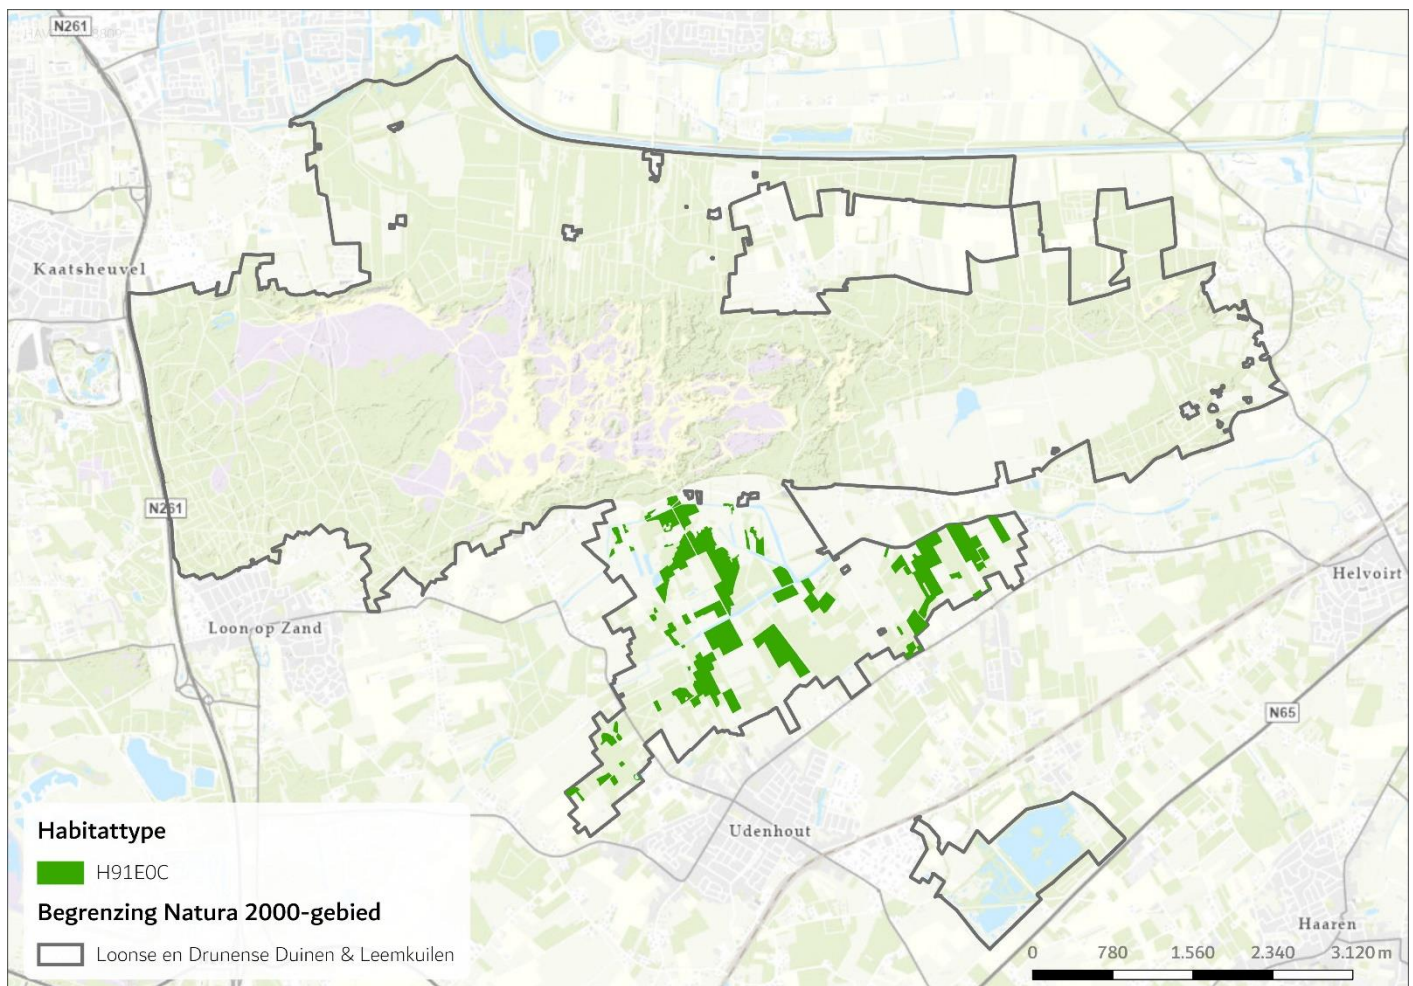 N261
Kaatsheuvel
N261
Loon op Zand
Helvoirt
N65
Udenhout
Haaren
Habitattype
H91E0C
Begrenzing Natura 2000-gebied
Loonse en Drunense Duinen & Leemkuilen
0 780 1.560 2.340 3.120 m